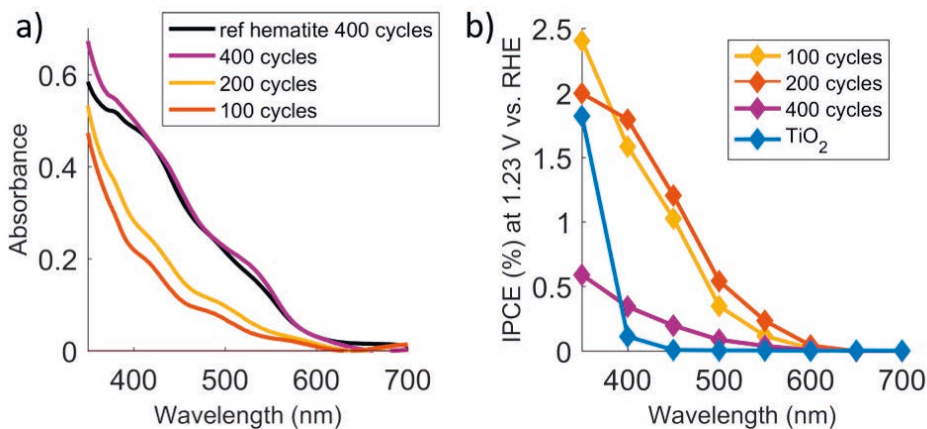 a)
ref hematite 400 cycles
400 cycles
200 cycles
100 cycles
0.6
0.4
0.2
0
Absorbance
400 500 600 700
Wavelength (nm)
b)
100 cycles
200 cycles
400 cycles
TiO2
2.5
2
1.5
1
0.5
0
IPCE (%) at 1.23 V vs. RHE
400 500 600 700
Wavelength (nm)